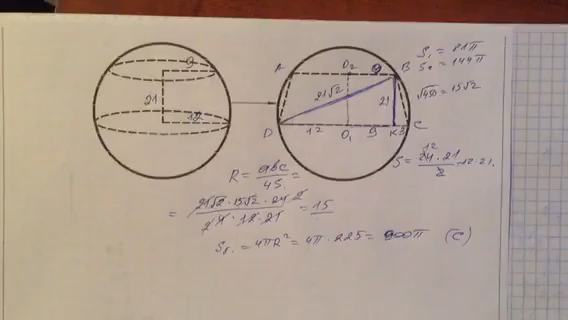 9
21
12
A
O₂
9
B
21√2
21
D
12
O₁
9
K
3
C
S₁ = 81π
S₂ = 144π
√450 = 15√2
S = 24 · 21 / 2 = 12 · 21.
12
R = abc / 4S =
= 21√2 · 15√2 · 24 / 4 · 12 · 21 = 15
= 4πR² = 4π · 225 = 900π (C)